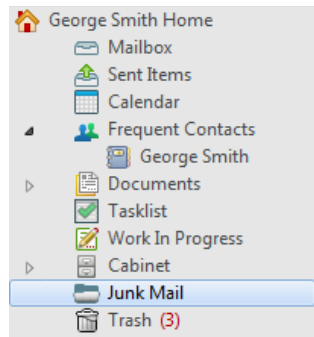 George Smith Home
Mailbox
Sent Items
Calendar
Frequent Contacts
George Smith
Documents
Tasklist
Work In Progress
Cabinet
Junk Mail
Trash (3)